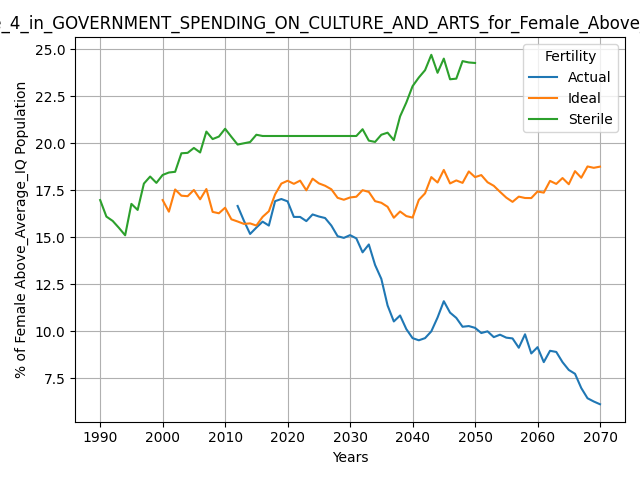 _4_in_GOVERNMENT_SPENDING_ON_CULTURE_AND_ARTS_for_Female_Above
25.0
22.5
20.0
17.5
15.0
12.5
10.0
7.5
% of Female Above_Average_IQ Population
Fertility
Actual
Ideal
Sterile
1990 2000 2010 2020 2030 2040 2050 2060 2070
Years